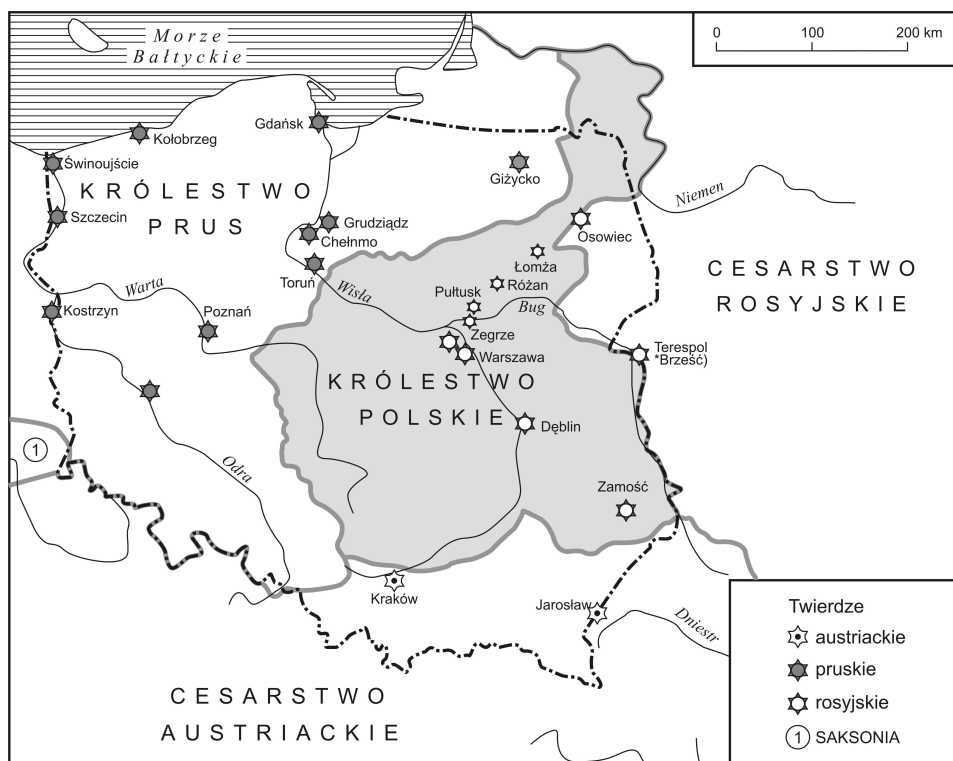 Morze
Bałtyckie
0 100 200 km
Gdańsk
Kołobrzeg
Świnoujście
Giżycko
KRÓLESTWO
PRUS
Niemen
Szczecin
Grudziądz
Chełnmo
Osowiec
Łomża
Toruń
CESARSTWO
ROSYJSKIE
Warta
Wisła
Różan
Pułtusk
Bug
Kostrzyn
Poznań
Zegrze
Warszawa
Terespol
*Brześć)
KRÓLESTWO
POLSKIE
Dęblin
1
Odra
Zamość
Kraków
Jarosław
Dniestr
CESARSTWO
AUSTRIACKIE
Twierdze
austriackie
pruskie
rosyjskie
1 SAKSONIA